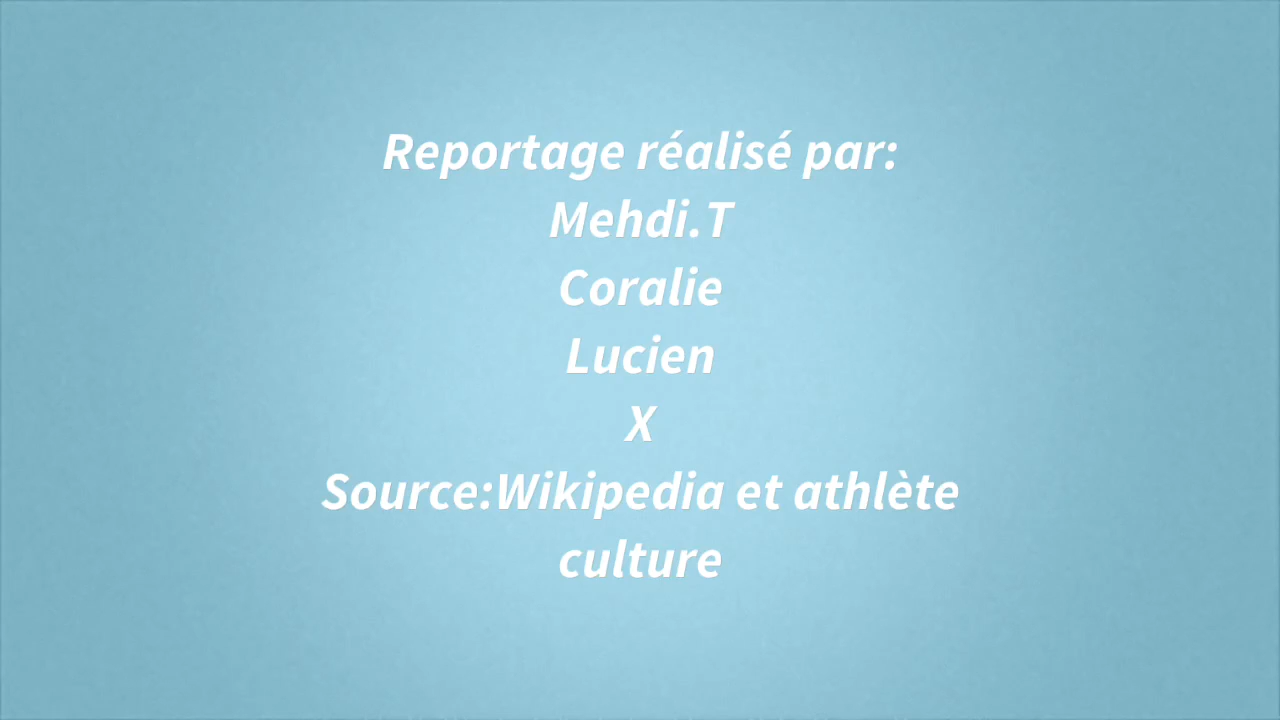 Reportage réalisé par:
Mehdi.T
Coralie
Lucien
X
Source:Wikipedia et athlète
culture